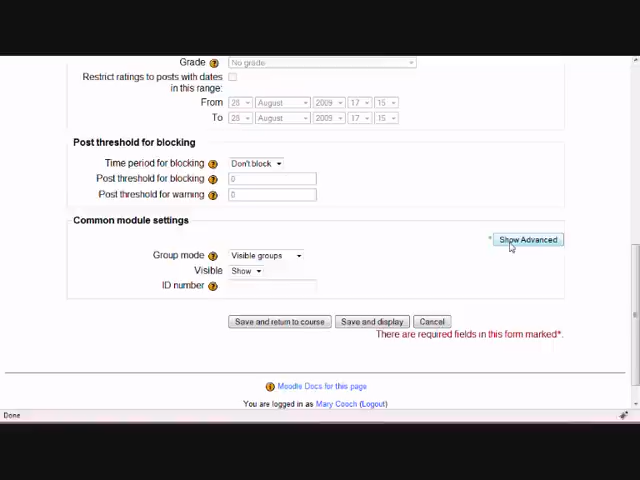 Grade No grade
Restrict ratings to posts with dates
in this range:
From 28 August 2009 17 15
To 28 August 2009 17 15
Post threshold for blocking
Time period for blocking Don't block
Post threshold for blocking 0
Post threshold for warning 0
Common module settings
* Show Advanced
Group mode Visible groups
Visible Show
ID number
Save and return to course Save and display Cancel
There are required fields in this form marked*.
Moodle Docs for this page
You are logged in as Mary Cooch (Logout)
Done